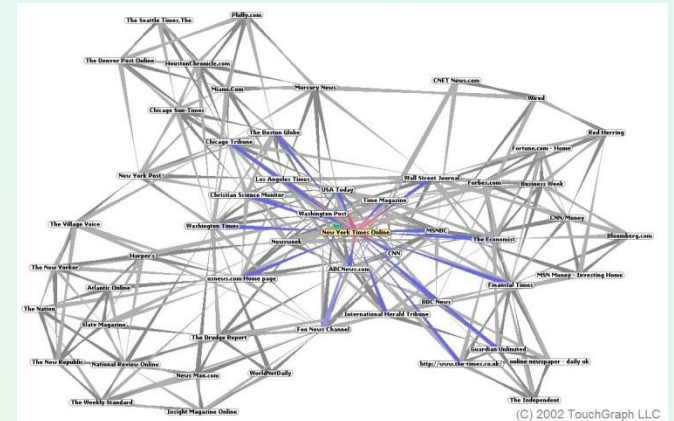 Philly.com
The Seattle Times, The
The Denver Post Online
HoustonChronicle.com
CNET News.com
Miami.Com
Mercury News
Wired
Chicago Sun-Times
The Boston Globe
Red Herring
Chicago Tribune
Fortune.com - Home
New York Post
Los Angeles Times
Wall Street Journal
Forbes.com
Business Week
USA Today
Christian Science Monitor
Time Magazine
Washington Post
CNN/Money
The Village Voice
Washington Times
New York Times Online
MSNBC
Bloomberg.com
Newsweek
The Economist
Harper's
CNN
The New Yorker
ABCNews.com
MSN Money - Investing Home
usnews.com Home page
Atlantic Online
Financial Times
BBC News
The Nation
International Herald Tribune
Slate Magazine
Fox News Channel
The Drudge Report
Guardian Unlimited
The New Republic
National Review Online
http://www.the-times.co.uk/
online newspaper - daily uk
WorldNetDaily
News Max.com
The Independent
The Weekly Standard
Insight Magazine Online
(C) 2002 TouchGraph LLC